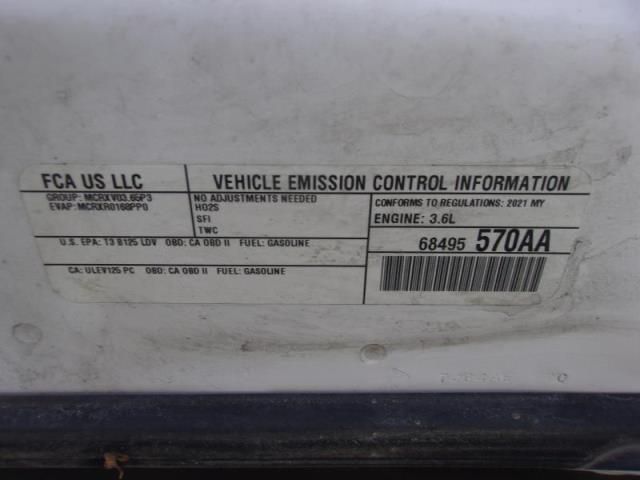 FCA US LLC
VEHICLE EMISSION CONTROL INFORMATION
GROUP: MCRXV03.65P3
EVAP: MCRXR0168PP0
NO ADJUSTMENTS NEEDED
HO2S
SFI
TWC
CONFORMS TO REGULATIONS: 2021 MY
ENGINE: 3.6L
U.S. EPA: T3 B125 LDV OBD: CA OBD II FUEL: GASOLINE
68495 570AA
CA: ULEV125 PC OBD: CA OBD II FUEL: GASOLINE